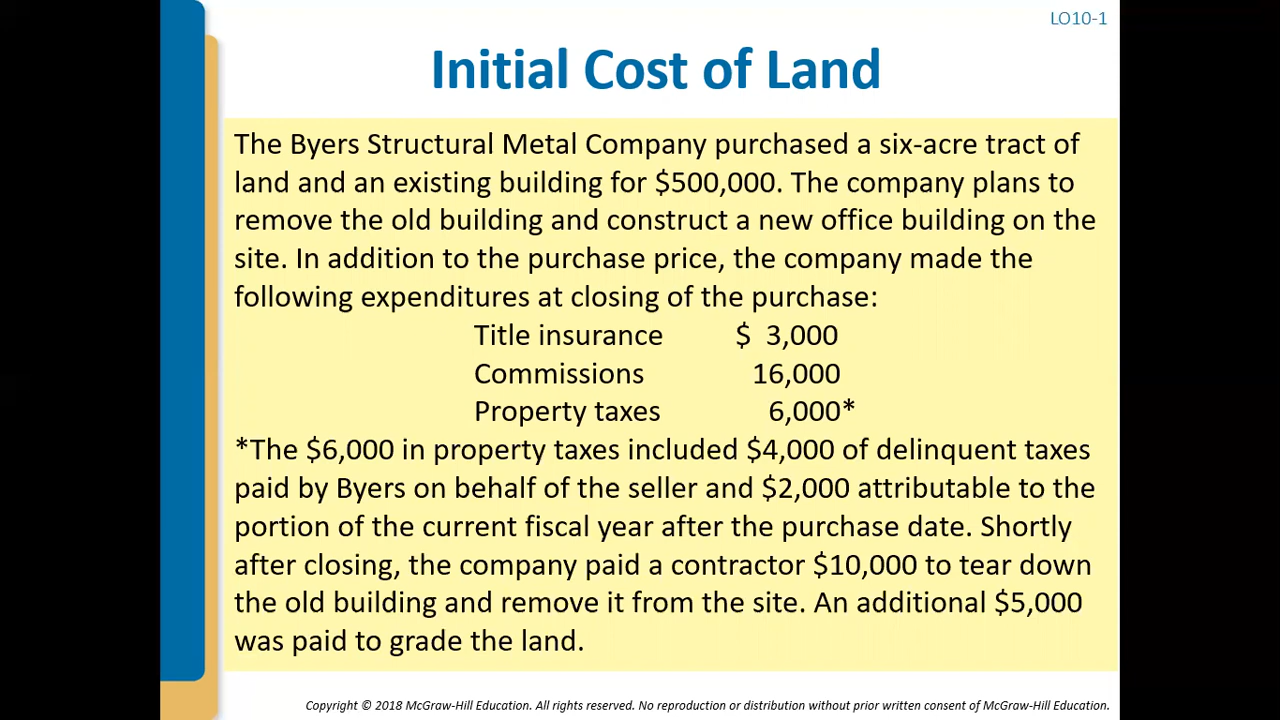 LO10-1
Initial Cost of Land
The Byers Structural Metal Company purchased a six-acre tract of
land and an existing building for $500,000. The company plans to
remove the old building and construct a new office building on the
site. In addition to the purchase price, the company made the
following expenditures at closing of the purchase:
Title insurance $ 3,000
Commissions 16,000
Property taxes 6,000*
*The $6,000 in property taxes included $4,000 of delinquent taxes
paid by Byers on behalf of the seller and $2,000 attributable to the
portion of the current fiscal year after the purchase date. Shortly
after closing, the company paid a contractor $10,000 to tear down
the old building and remove it from the site. An additional $5,000
was paid to grade the land.
Copyright © 2018 McGraw-Hill Education. All rights reserved. No reproduction or distribution without prior written consent of McGraw-Hill Education.